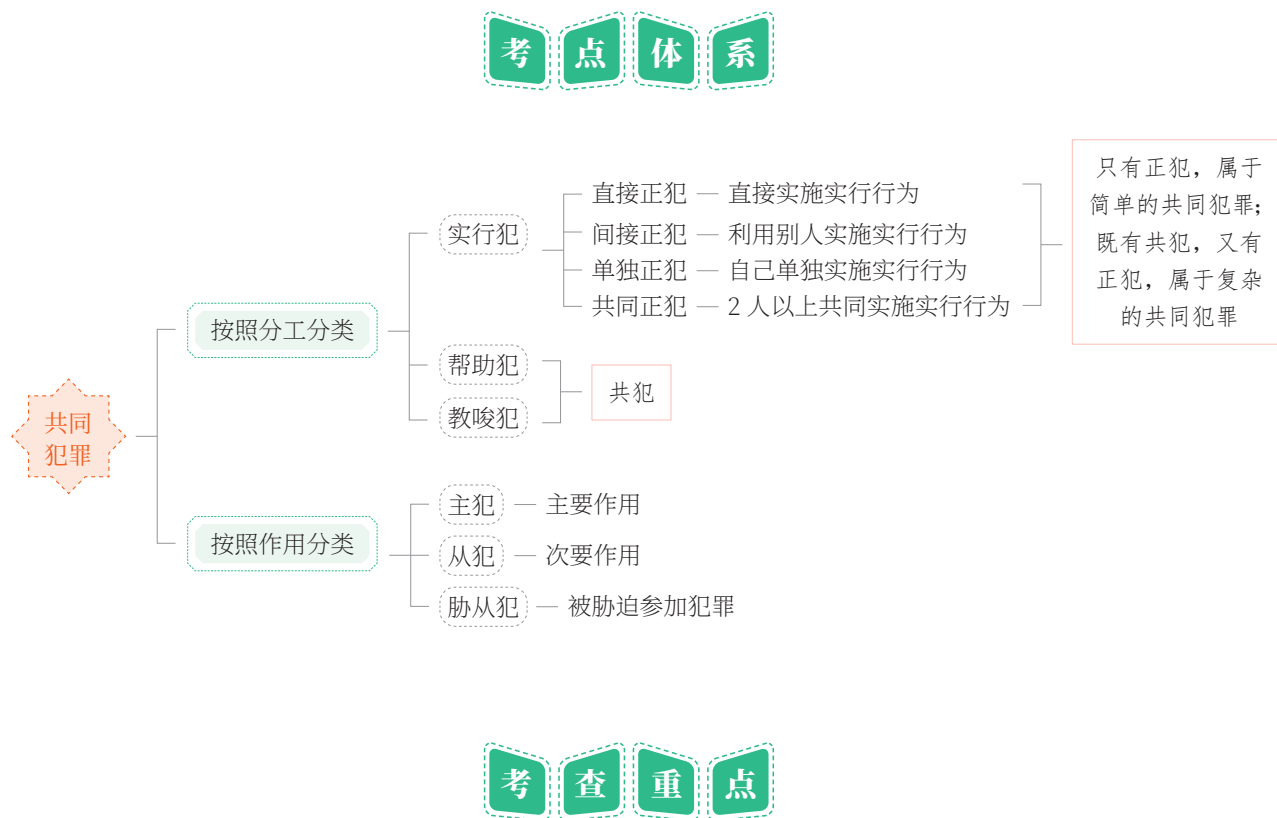 考点体系
共同
犯罪
按照分工分类
实行犯
直接正犯 — 直接实施实行行为
间接正犯 — 利用别人实施实行行为
单独正犯 — 自己单独实施实行行为
共同正犯 — 2 人以上共同实施实行行为
只有正犯，属于
简单的共同犯罪；
既有共犯，又有
正犯，属于复杂
的共同犯罪
帮助犯
教唆犯
共犯
按照作用分类
主犯 — 主要作用
从犯 — 次要作用
胁从犯 — 被胁迫参加犯罪
考查重点